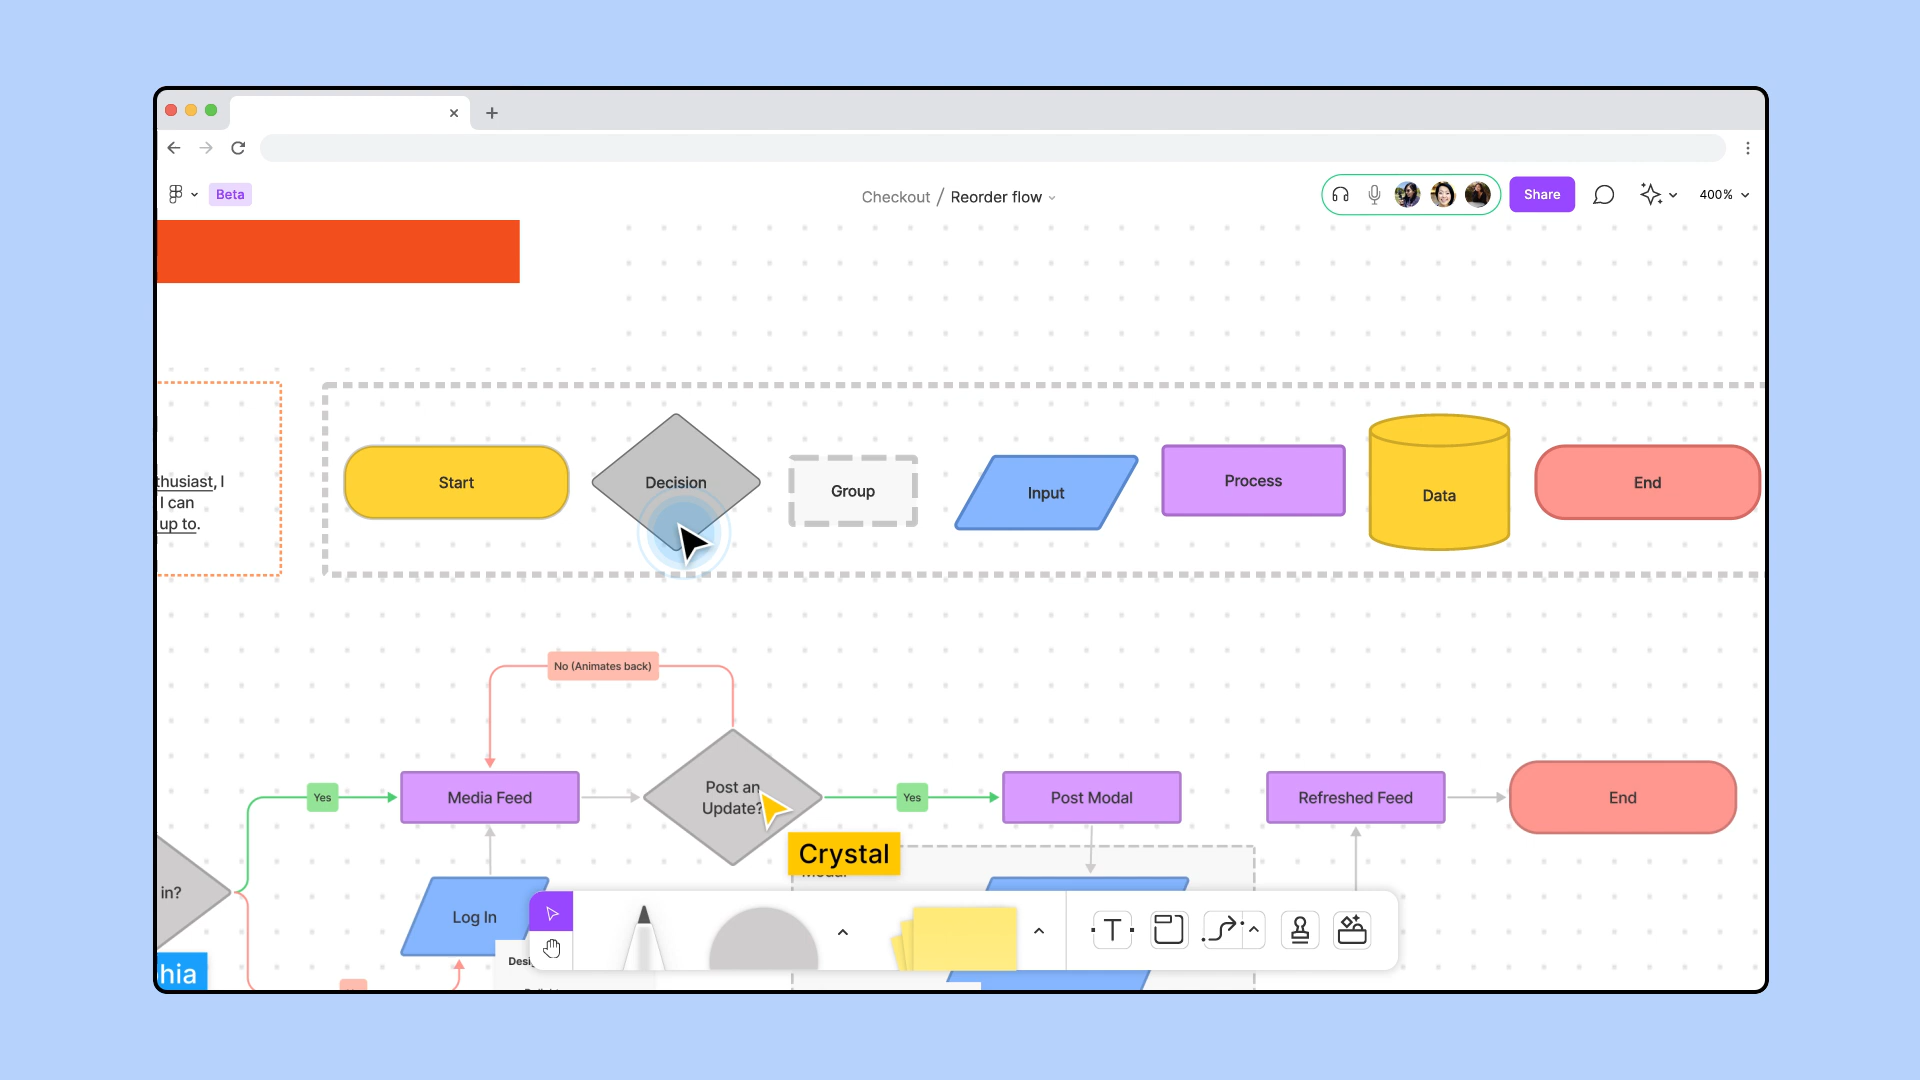 Beta
Checkout / Reorder flow
Share
400%
thusiast, I
I can
up to.
Start
Decision
Group
Input
Process
Data
End
No (Animates back)
Yes
Media Feed
Post an
Update?
Yes
Post Modal
Refreshed Feed
End
Crystal
in?
Log In
hia
T